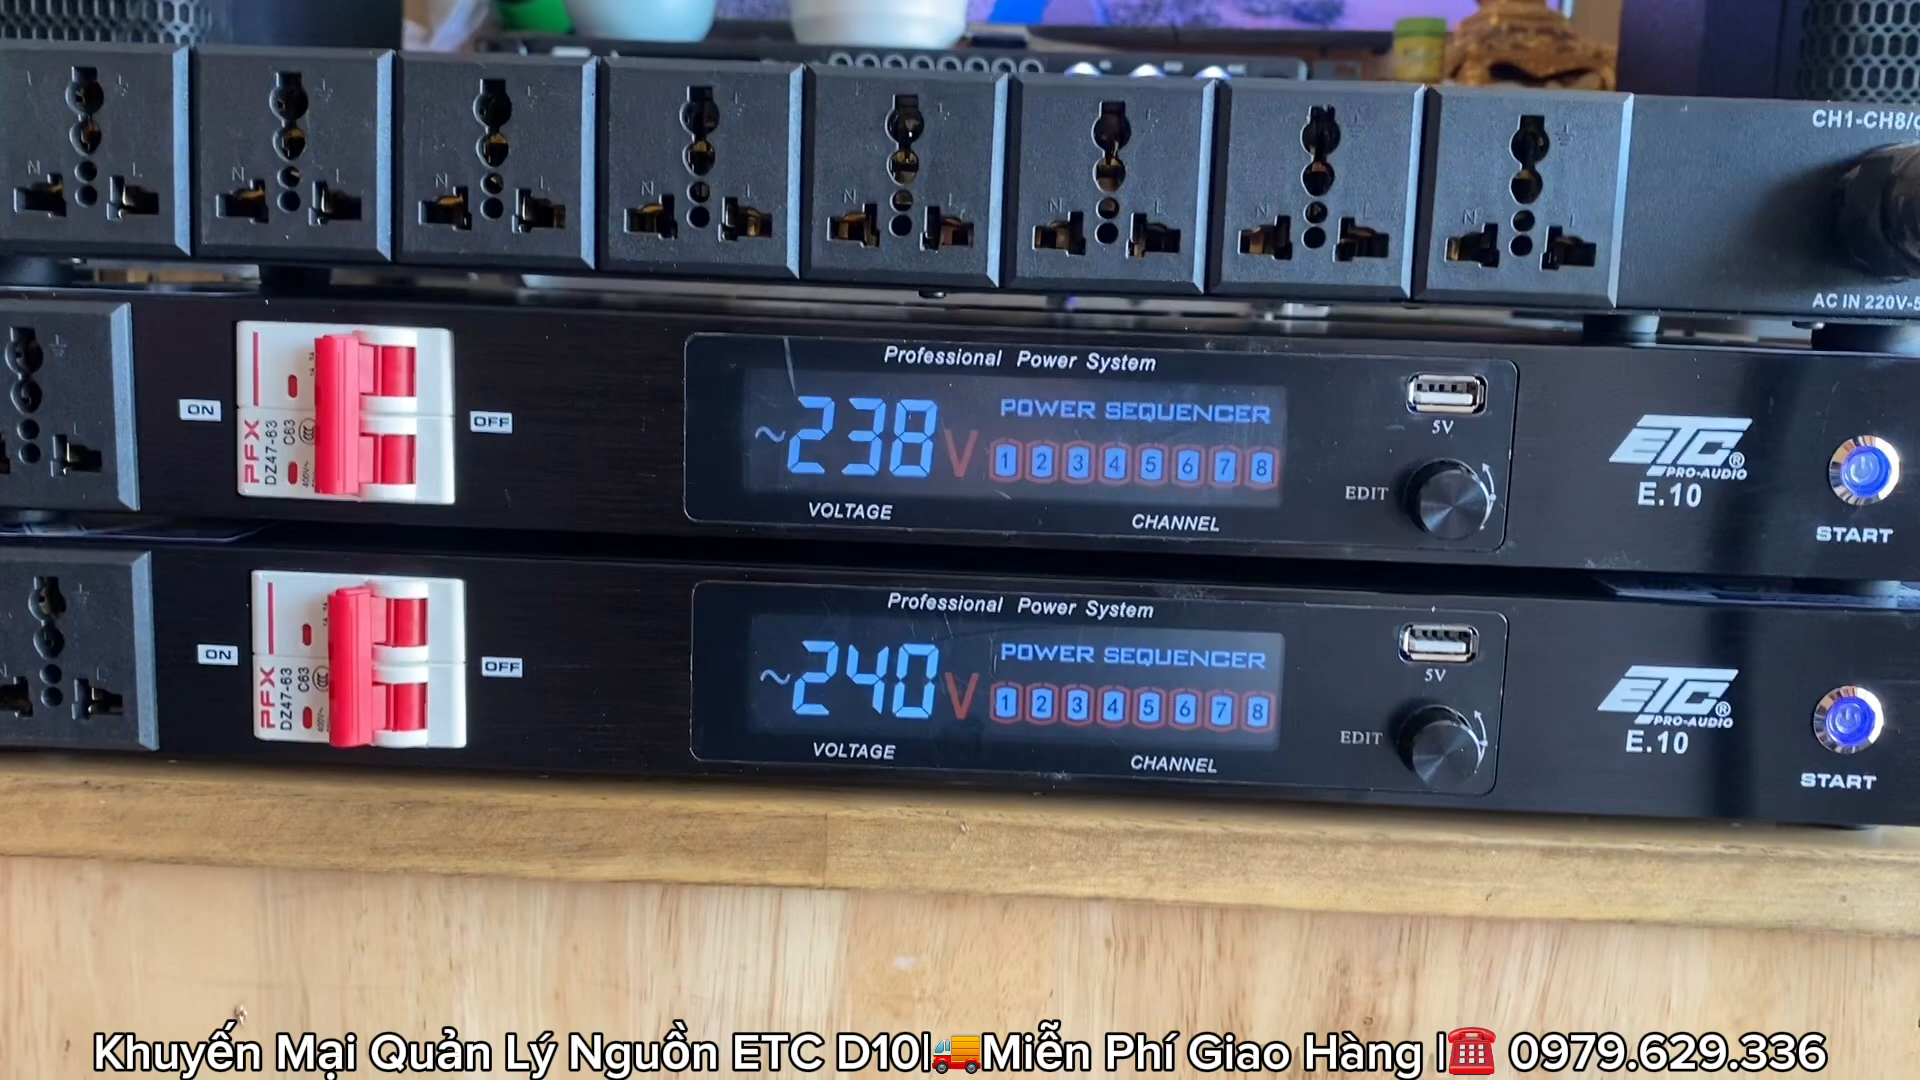 CH1-CH8/
AC IN 220V-5
N L
N L
N L
N L
N L
N L
N L
N L
ON
PFX
DZ47-63
C63
400V~
OFF
Professional Power System
~238V
POWER SEQUENCER
1 2 3 4 5 6 7 8
VOLTAGE
CHANNEL
5V
EDIT
ETC®
PRO-AUDIO
E.10
START
ON
PFX
DZ47-63
C63
400V~
OFF
Professional Power System
~240V
POWER SEQUENCER
1 2 3 4 5 6 7 8
VOLTAGE
CHANNEL
5V
EDIT
ETC®
PRO-AUDIO
E.10
START
Khuyến Mại Quản Lý Nguồn ETC D10|🚚Miễn Phí Giao Hàng |☎️ 0979.629.336